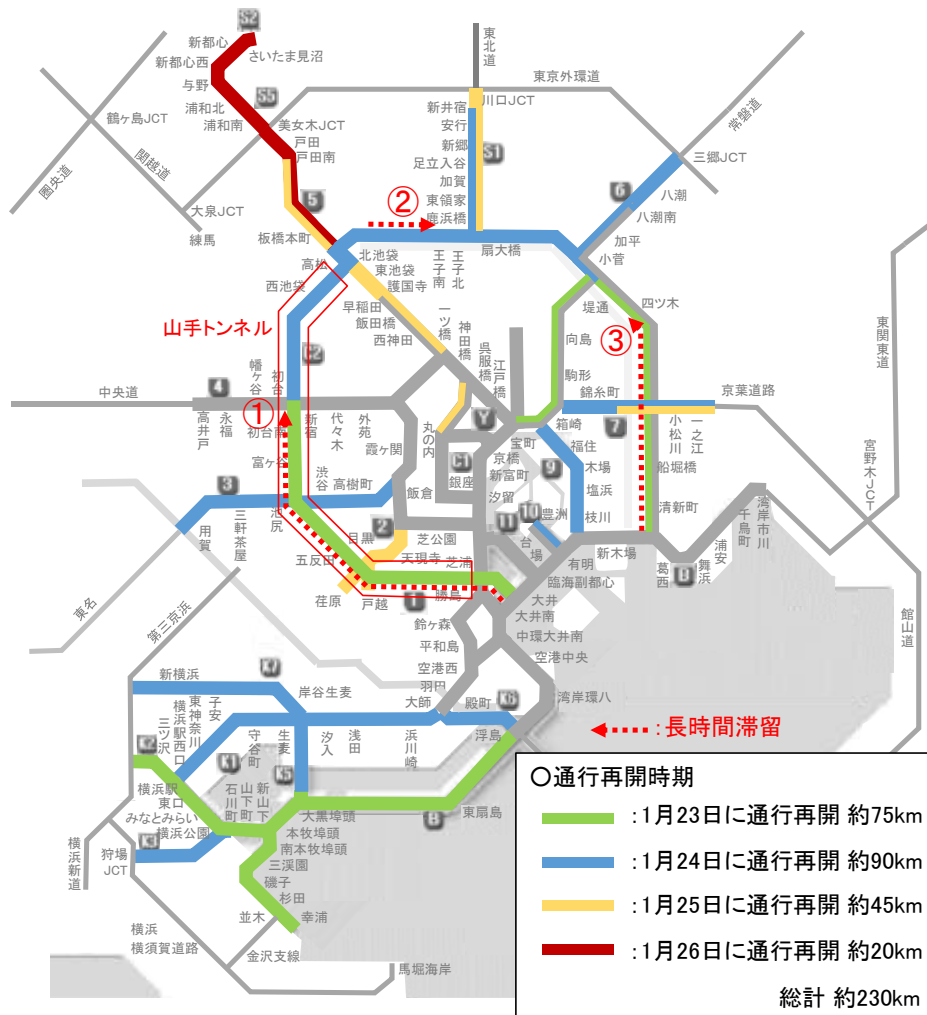 S2
新都心
さいたま見沼
新都心西
与野
S5
浦和北
浦和南
美女木JCT
戸田
戸田南
鶴ヶ島JCT
関越道
圏央道
大泉JCT
練馬
東北道
東京外環道
川口JCT
新井宿
安行
新郷
足立入谷
加賀
東領家
鹿浜橋
S1
常磐道
三郷JCT
八潮
八潮南
6
加平
小菅
5
板橋本町
②
扇大橋
王子南
王子北
高松
北池袋
東池袋
護国寺
西池袋
早稲田
飯田橋
西神田
一ツ橋
神田橋
呉服橋
江戸橋
堤通
四ツ木
向島
③
駒形
錦糸町
京葉道路
東関東道
山手トンネル
C2
中央道
4
幡ヶ谷
初台
①
高井戸
永福
初台南
新宿
代々木
外苑
霞ヶ関
丸の内
Y
C1
銀座
宝町
京橋
新富町
汐留
箱崎
福住
木場
塩浜
枝川
9
7
小松川
一之江
船堀橋
清新町
宮野木JCT
富ヶ谷
渋谷
高樹町
飯倉
3
池尻
三軒茶屋
用賀
東名
2
目黒
芝公園
天現寺
芝浦
五反田
戸越
荏原
1
勝島
11
10
豊洲
台場
有明
臨海副都心
新木場
葛西
B
舞浜
浦安
千鳥町
湾岸市川
館山道
大井
大井南
中環大井南
空港中央
鈴ヶ森
平和島
空港西
羽田
第三京浜
湾岸環八
K7
新横浜
岸谷生麦
大師
殿町
K6
浮島
三ツ沢
横浜駅西口
東神奈川
子安
守谷町
生麦
汐入
浅田
浜川崎
K2
K1
K5
石川町
山下町
新山下
横浜駅
東口
みなとみらい
横浜公園
大黒埠頭
本牧埠頭
南本牧埠頭
三渓園
磯子
杉田
並木
幸浦
B
東扇島
K3
狩場
JCT
横浜新道
横浜
横須賀道路
金沢支線
馬堀海岸
:長時間滞留
○通行再開時期
:1月23日に通行再開 約75km
:1月24日に通行再開 約90km
:1月25日に通行再開 約45km
:1月26日に通行再開 約20km
総計 約230km